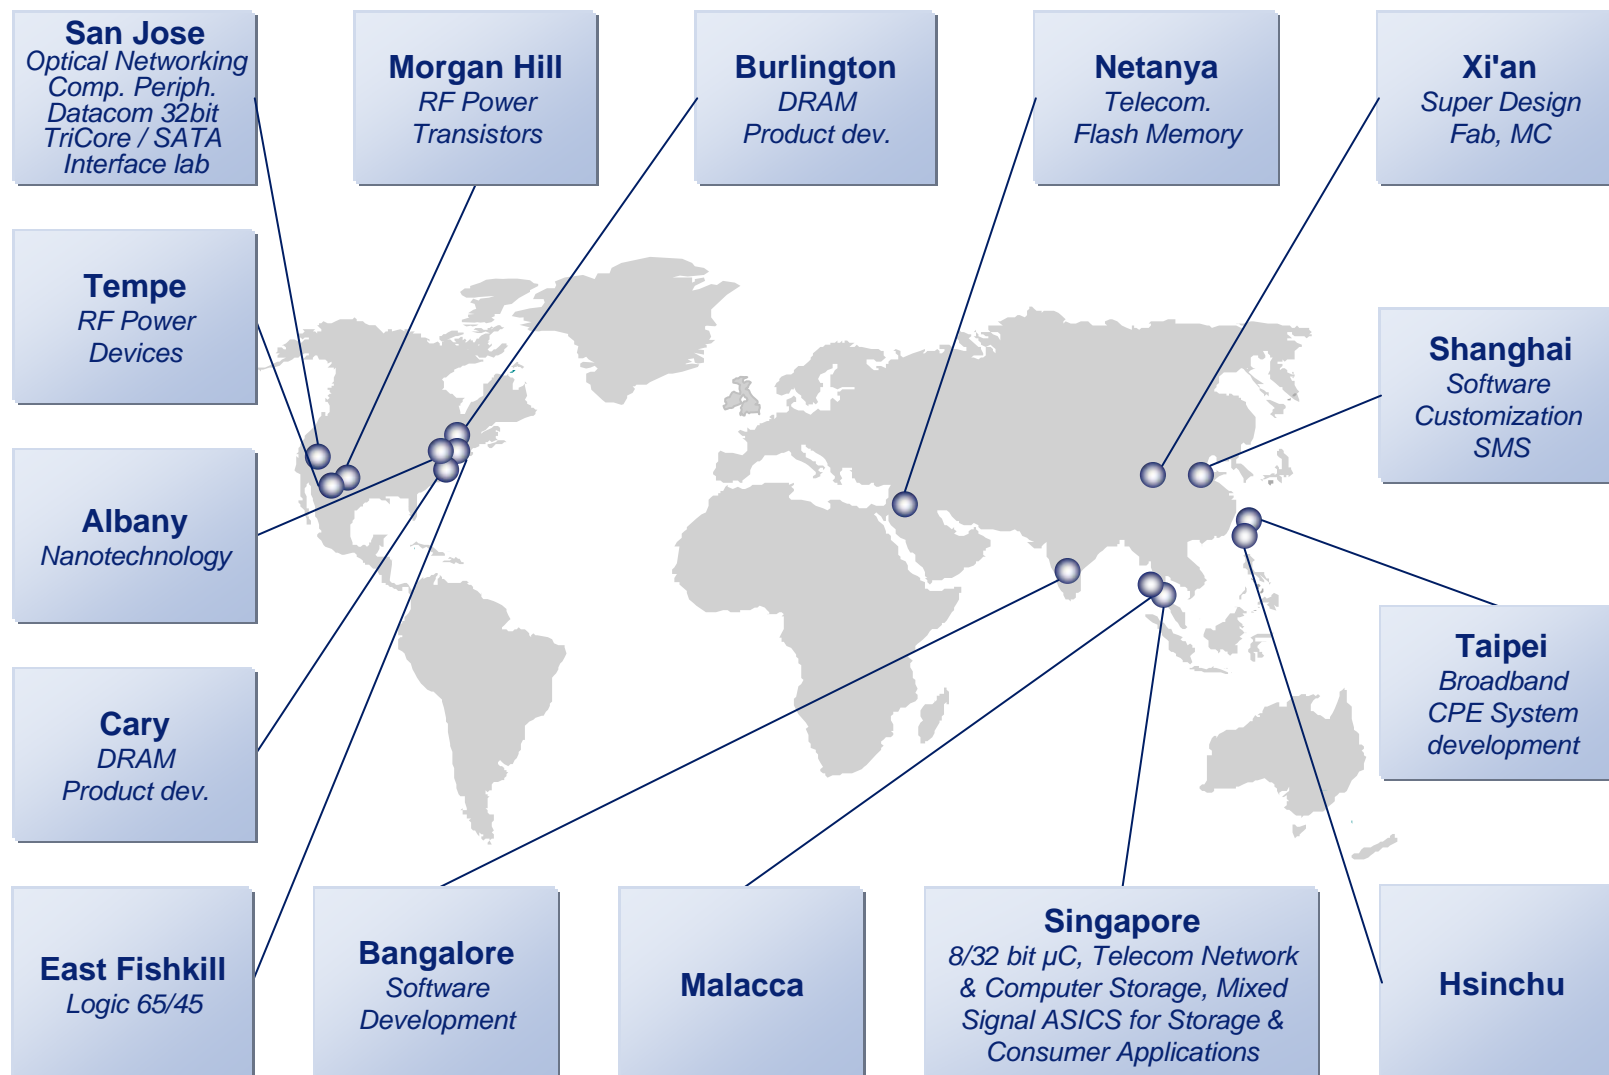 San Jose
Optical Networking
Comp. Periph.
Datacom 32bit
TriCore / SATA
Interface lab
Morgan Hill
RF Power
Transistors
Burlington
DRAM
Product dev.
Netanya
Telecom.
Flash Memory
Xi'an
Super Design
Fab, MC
Tempe
RF Power
Devices
Shanghai
Software
Customization
SMS
Albany
Nanotechnology
Taipei
Broadband
CPE System
development
Cary
DRAM
Product dev.
East Fishkill
Logic 65/45
Bangalore
Software
Development
Malacca
Singapore
8/32 bit µC, Telecom Network
& Computer Storage, Mixed
Signal ASICS for Storage &
Consumer Applications
Hsinchu